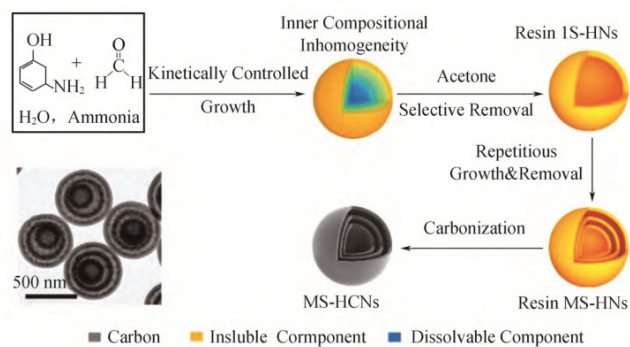 OH
O
+
NH2
H H
H2O, Ammonia
Kinetically Controlled
Growth
Inner Compositional
Inhomogeneity
Acetone
Selective Removal
Resin 1S-HNs
Repetitious
Growth&Removal
Carbonization
500 nm
MS-HCNs
Resin MS-HNs
Carbon
Insluble Cormponent
Dissolvable Component